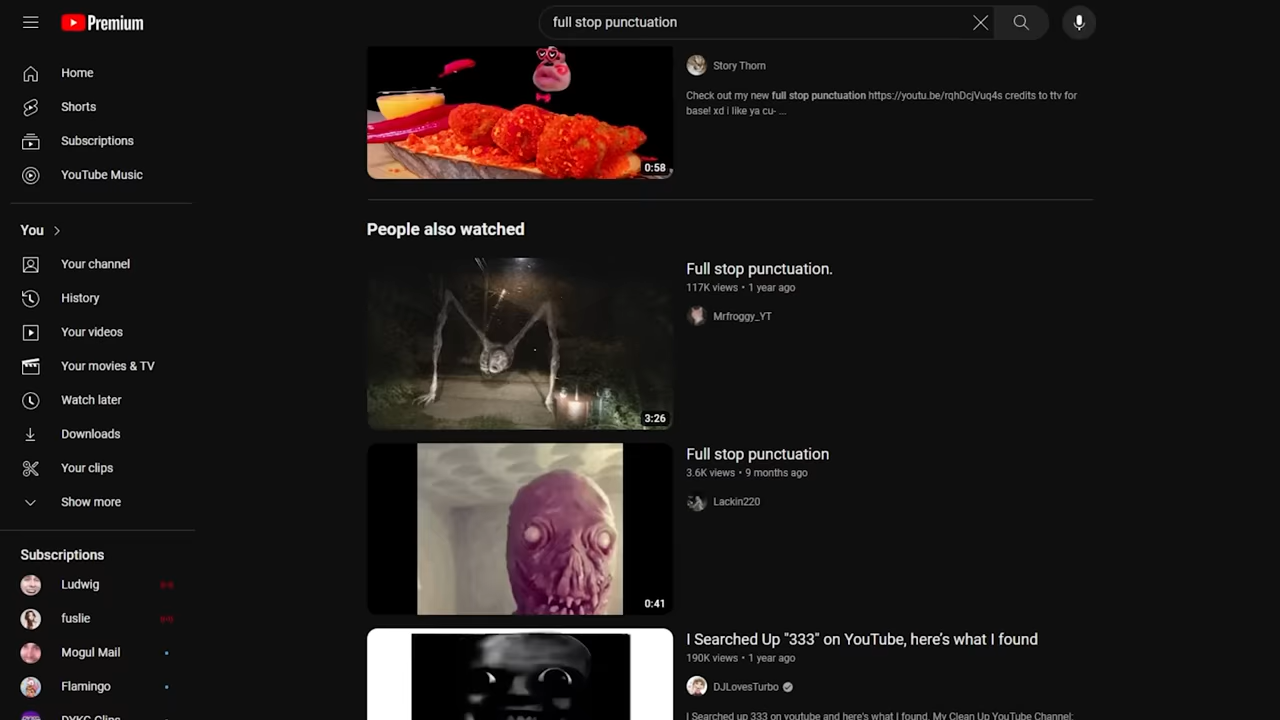 Premium
full stop punctuation
Home
Shorts
Subscriptions
YouTube Music
You
Your channel
History
Your videos
Your movies & TV
Watch later
Downloads
Your clips
Show more
Subscriptions
Ludwig
fuslie
Mogul Mail
Flamingo
DYKG Clips
0:58
Story Thorn
Check out my new full stop punctuation https://youtu.be/rqhDcjVuq4s credits to ttv for
base! xd i like ya cu- ...
People also watched
3:26
Full stop punctuation.
117K views • 1 year ago
Mrfroggy_YT
0:41
Full stop punctuation
3.6K views • 9 months ago
Lackin220
I Searched Up "333" on YouTube, here's what I found
190K views • 1 year ago
DJLovesTurbo
I Searched up 333 on youtube and here's what I found. My Clean Up YouTube Channel: